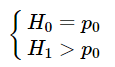 H₀ = p₀
H₁ > p₀